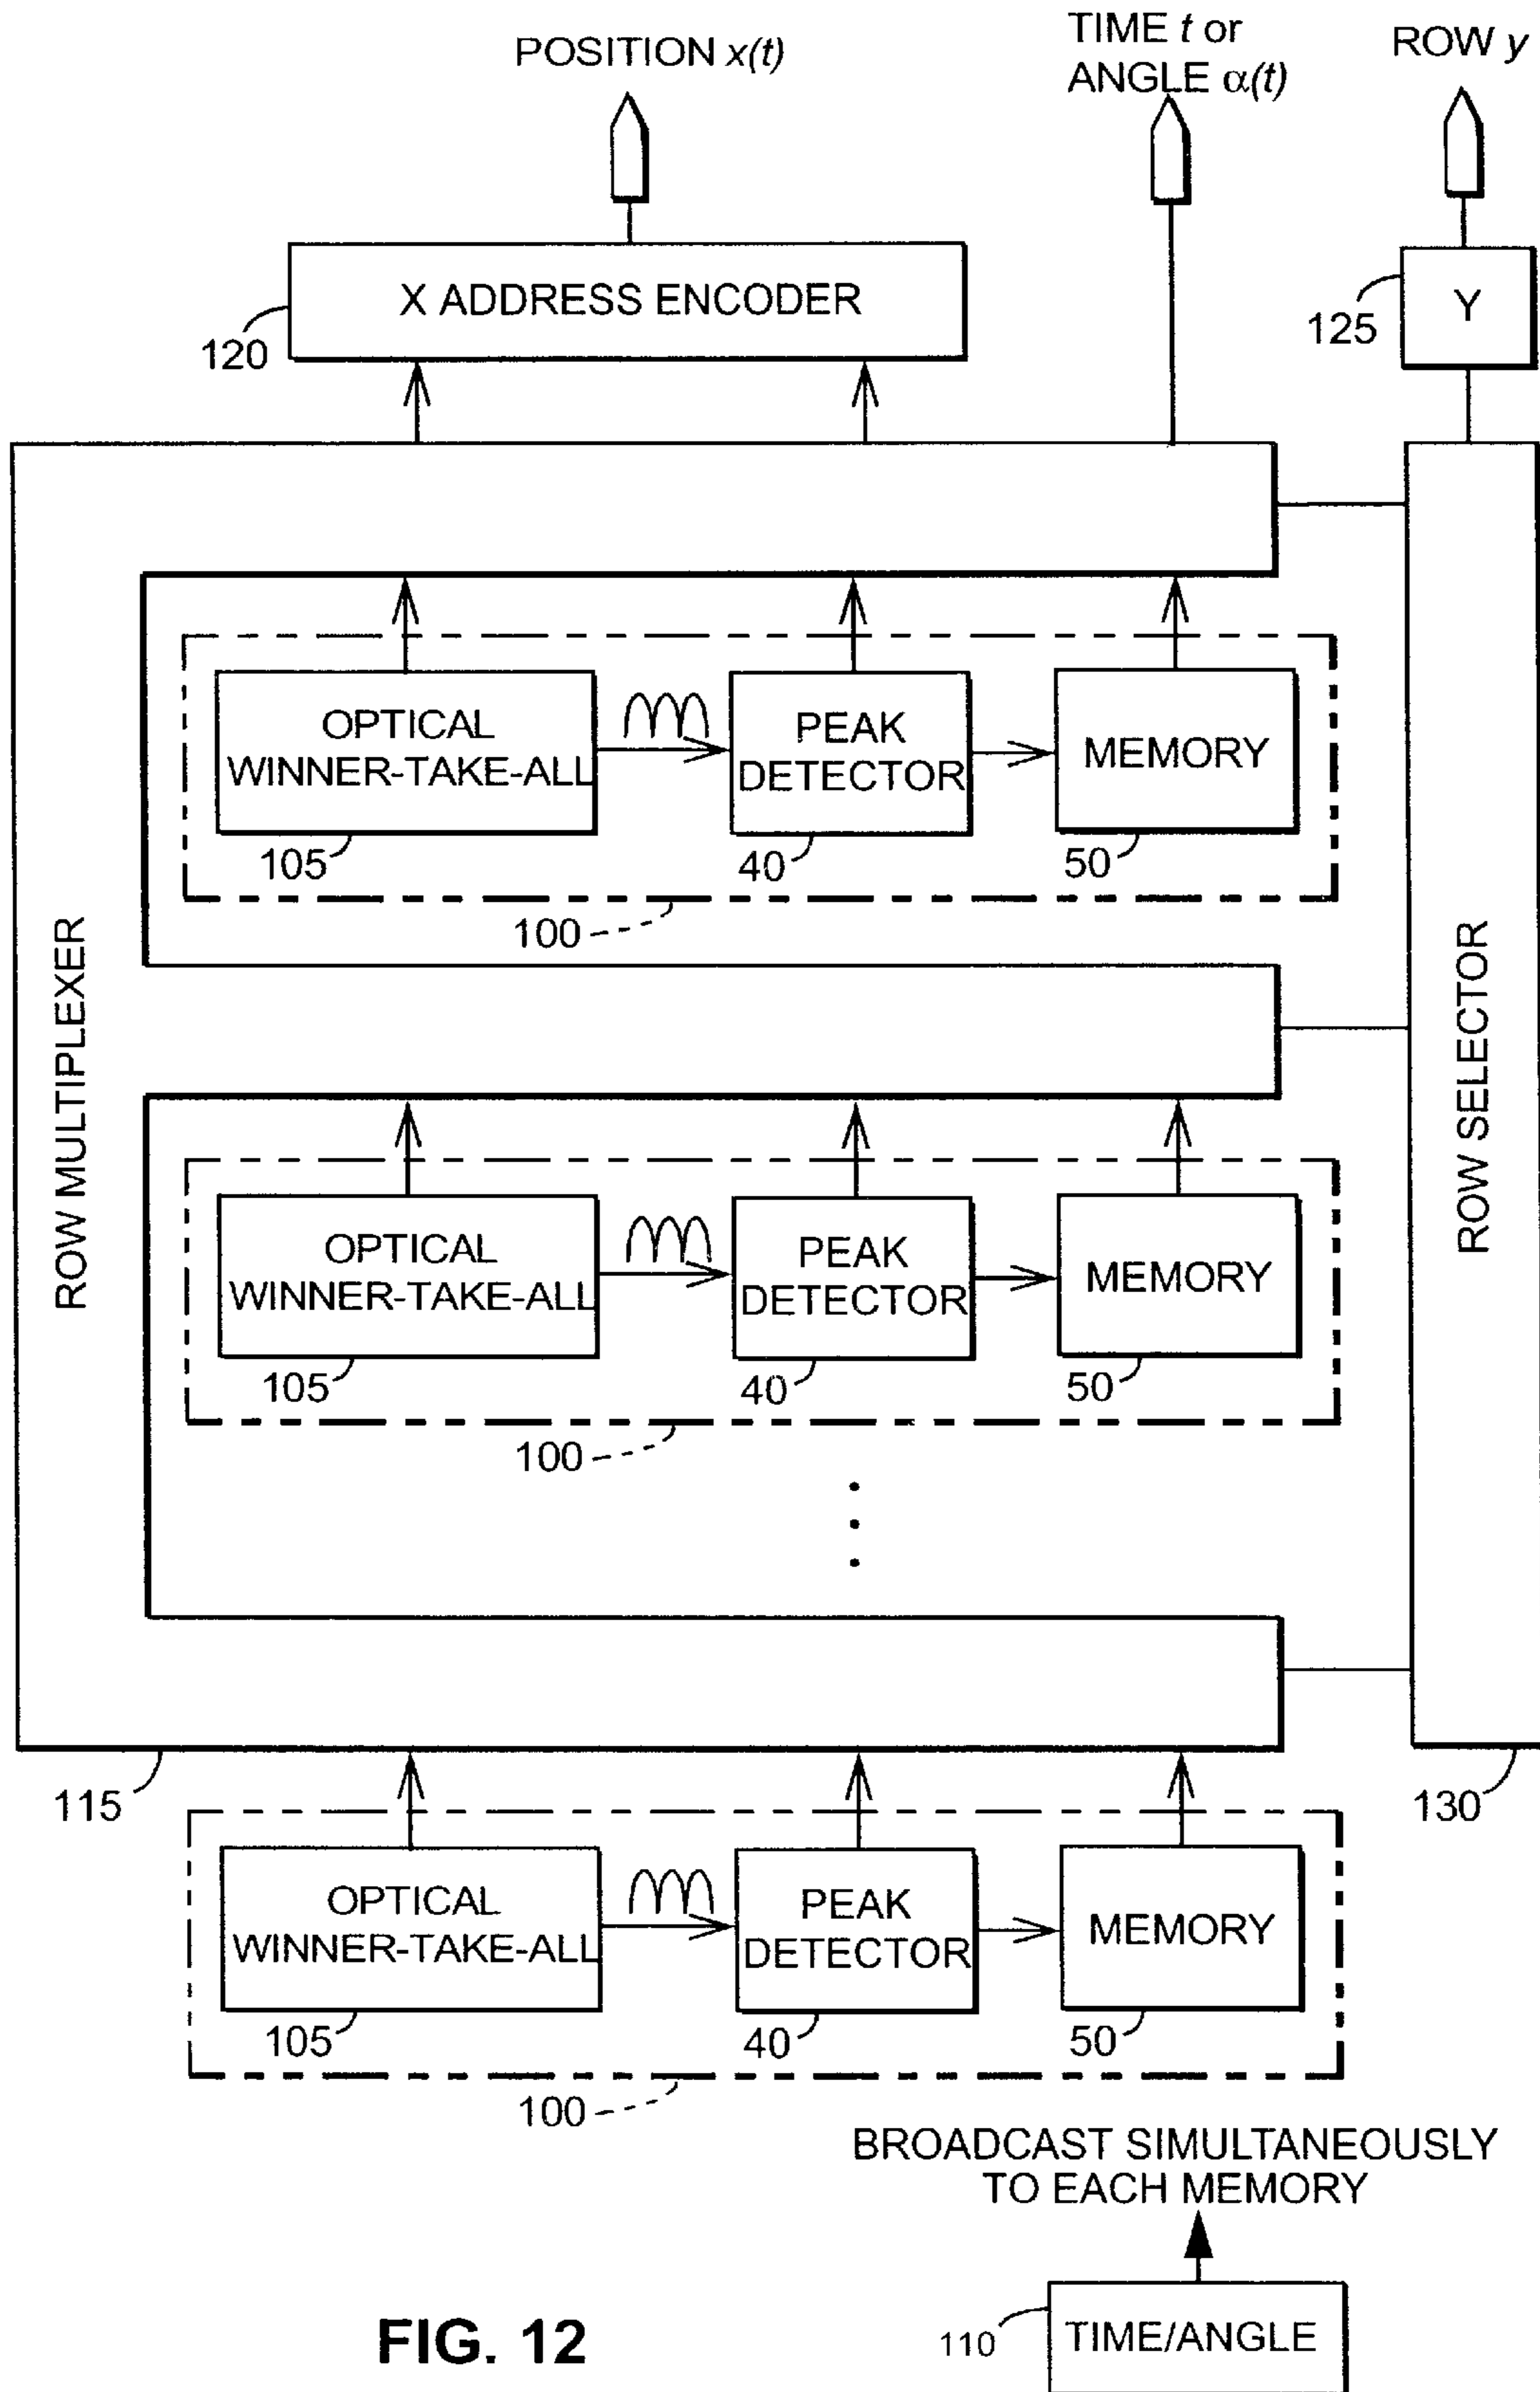 POSITION x(t)
TIME t or
ANGLE α(t)
ROW y
X ADDRESS ENCODER
120
Y
125
ROW MULTIPLEXER
ROW SELECTOR
OPTICAL
WINNER-TAKE-ALL
PEAK
DETECTOR
MEMORY
105
40
50
100
OPTICAL
WINNER-TAKE-ALL
PEAK
DETECTOR
MEMORY
105
40
50
100
115
130
OPTICAL
WINNER-TAKE-ALL
PEAK
DETECTOR
MEMORY
105
40
50
100
BROADCAST SIMULTANEOUSLY
TO EACH MEMORY
110
TIME/ANGLE
FIG. 12